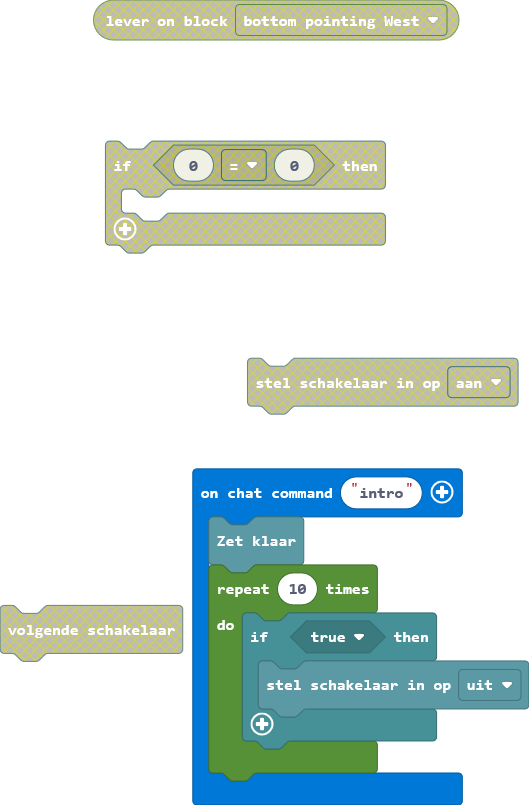 lever on block bottom pointing West
if 0 = 0 then
stel schakelaar in op aan
on chat command "intro"
Zet klaar
repeat 10 times
volgende schakelaar
do
if true then
stel schakelaar in op uit